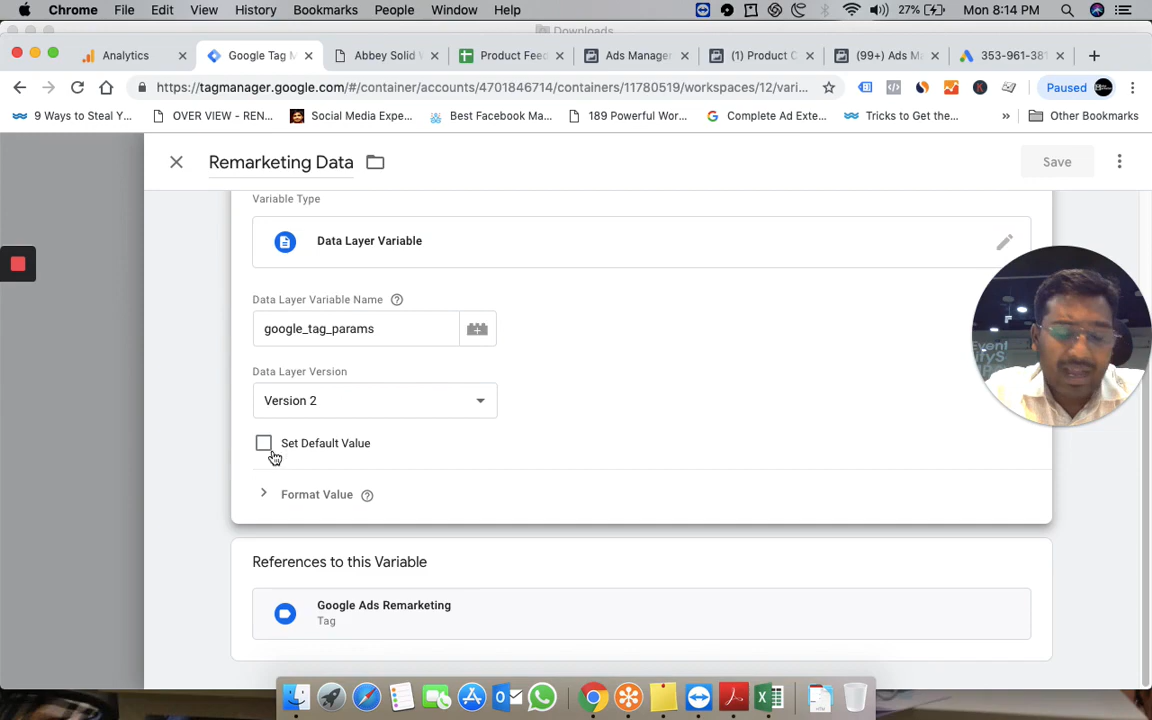 Chrome File Edit View History Bookmarks People Window Help 27% Mon 8:14 PM
Downloads
Analytics Google Tag M Abbey Solid Product Feed Ads Manager (1) Product C (99+) Ads M 353-961-381
https://tagmanager.google.com/#/container/accounts/4701846714/containers/11780519/workspaces/12/vari... Paused
9 Ways to Steal Y... OVER VIEW - REN... Social Media Expe... Best Facebook Ma... 189 Powerful Wor... Complete Ad Exte... Tricks to Get the... » Other Bookmarks
Remarketing Data Save
Variable Type
Data Layer Variable
Data Layer Variable Name
google_tag_params
Data Layer Version
Version 2
Set Default Value
Format Value
References to this Variable
Google Ads Remarketing
Tag